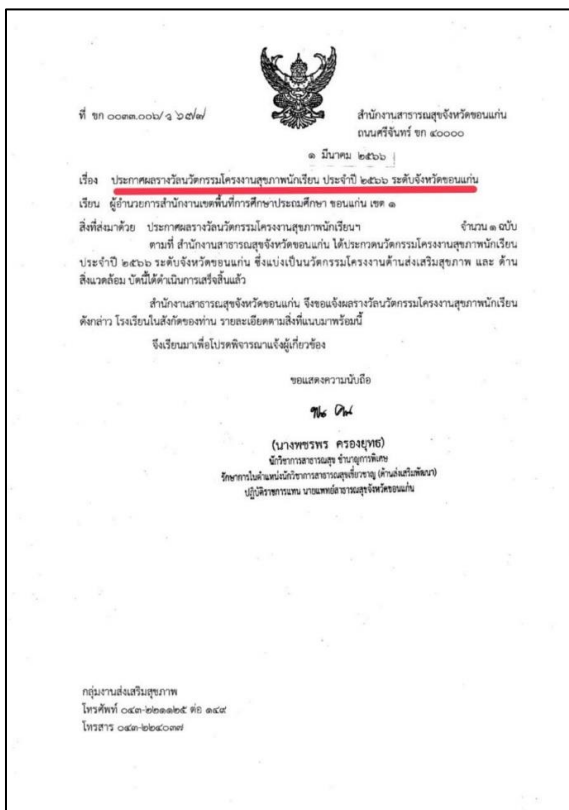 ที่ ขก ๐๐๓๓.๐๐๖/
สำนักงานสาธารณสุขจังหวัดขอนแก่น
ถนนศรีจันทร์ ขก ๔๐๐๐๐
๑ มีนาคม ๒๕๖๖
เรื่อง ประกาศผลรางวัลนวัตกรรมโครงงานสุขภาพนักเรียน ประจำปี ๒๕๖๖ ระดับจังหวัดขอนแก่น
เรียน ผู้อำนวยการสำนักงานเขตพื้นที่การศึกษาประถมศึกษา ขอนแก่น เขต ๑
สิ่งที่ส่งมาด้วย ประกาศผลรางวัลนวัตกรรมโครงงานสุขภาพนักเรียนฯ จำนวน ๑ ฉบับ
ตามที่ สำนักงานสาธารณสุขจังหวัดขอนแก่น ได้ประกวดนวัตกรรมโครงงานสุขภาพนักเรียน
ประจำปี ๒๕๖๖ ระดับจังหวัดขอนแก่น ซึ่งแบ่งเป็นนวัตกรรมโครงงานด้านส่งเสริมสุขภาพ และ ด้าน
สิ่งแวดล้อม บัดนี้ได้ดำเนินการเสร็จสิ้นแล้ว
สำนักงานสาธารณสุขจังหวัดขอนแก่น จึงขอแจ้งผลรางวัลนวัตกรรมโครงงานสุขภาพนักเรียน
ดังกล่าว โรงเรียนในสังกัดของท่าน รายละเอียดตามสิ่งที่แนบมาพร้อมนี้
จึงเรียนมาเพื่อโปรดพิจารณาแจ้งผู้เกี่ยวข้อง
ขอแสดงความนับถือ
(นางพชรพร ครองยุทธ)
นักวิชาการสาธารณสุข ชำนาญการพิเศษ
รักษาการในตำแหน่งนักวิชาการสาธารณสุขเชี่ยวชาญ (ด้านส่งเสริมพัฒนา)
ปฏิบัติราชการแทน นายแพทย์สาธารณสุขจังหวัดขอนแก่น
กลุ่มงานส่งเสริมสุขภาพ
โทรศัพท์ ๐๔๓-๒๒๑๑๒๕ ต่อ ๑๔๙
โทรสาร ๐๔๓-๒๒๔๐๓๗